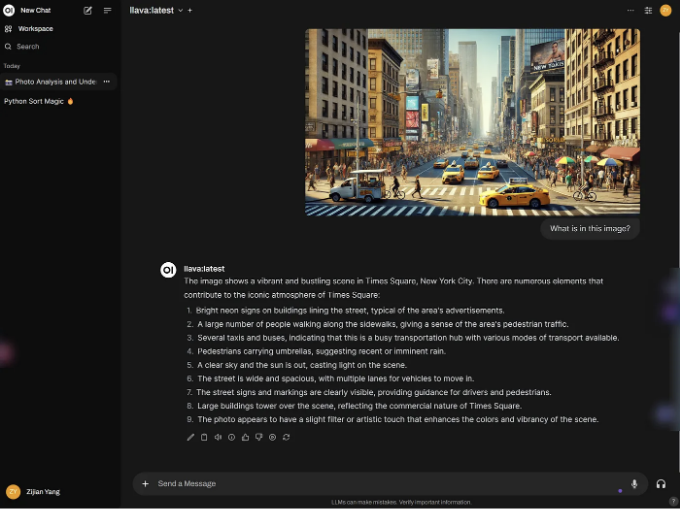 OI New Chat
Workspace
Search
Today
Photo Analysis and Unde
Python Sort Magic 🔥
ZY Zijian Yang
llava:latest
ZY
NEW YORK
What is in this image?
OI llava:latest
The image shows a vibrant and bustling scene in Times Square, New York City. There are numerous elements that
contribute to the iconic atmosphere of Times Square:
1. Bright neon signs on buildings lining the street, typical of the area's advertisements.
2. A large number of people walking along the sidewalks, giving a sense of the area's pedestrian traffic.
3. Several taxis and buses, indicating that this is a busy transportation hub with various modes of transport available.
4. Pedestrians carrying umbrellas, suggesting recent or imminent rain.
5. A clear sky and the sun is out, casting light on the scene.
6. The street is wide and spacious, with multiple lanes for vehicles to move in.
7. The street signs and markings are clearly visible, providing guidance for drivers and pedestrians.
8. Large buildings tower over the scene, reflecting the commercial nature of Times Square.
9. The photo appears to have a slight filter or artistic touch that enhances the colors and vibrancy of the scene.
Send a Message
LLMs can make mistakes. Verify important information.
?